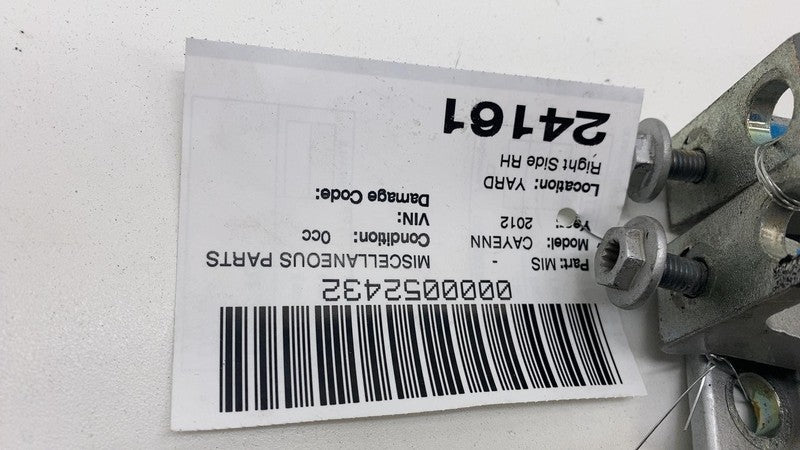 0000052432
Part: MIS - MISCELLANEOUS PARTS
Model: CAYENN Condition: 0cc
Year: 2012 VIN:
Damage Code:
Location: YARD
Right Side RH
24161